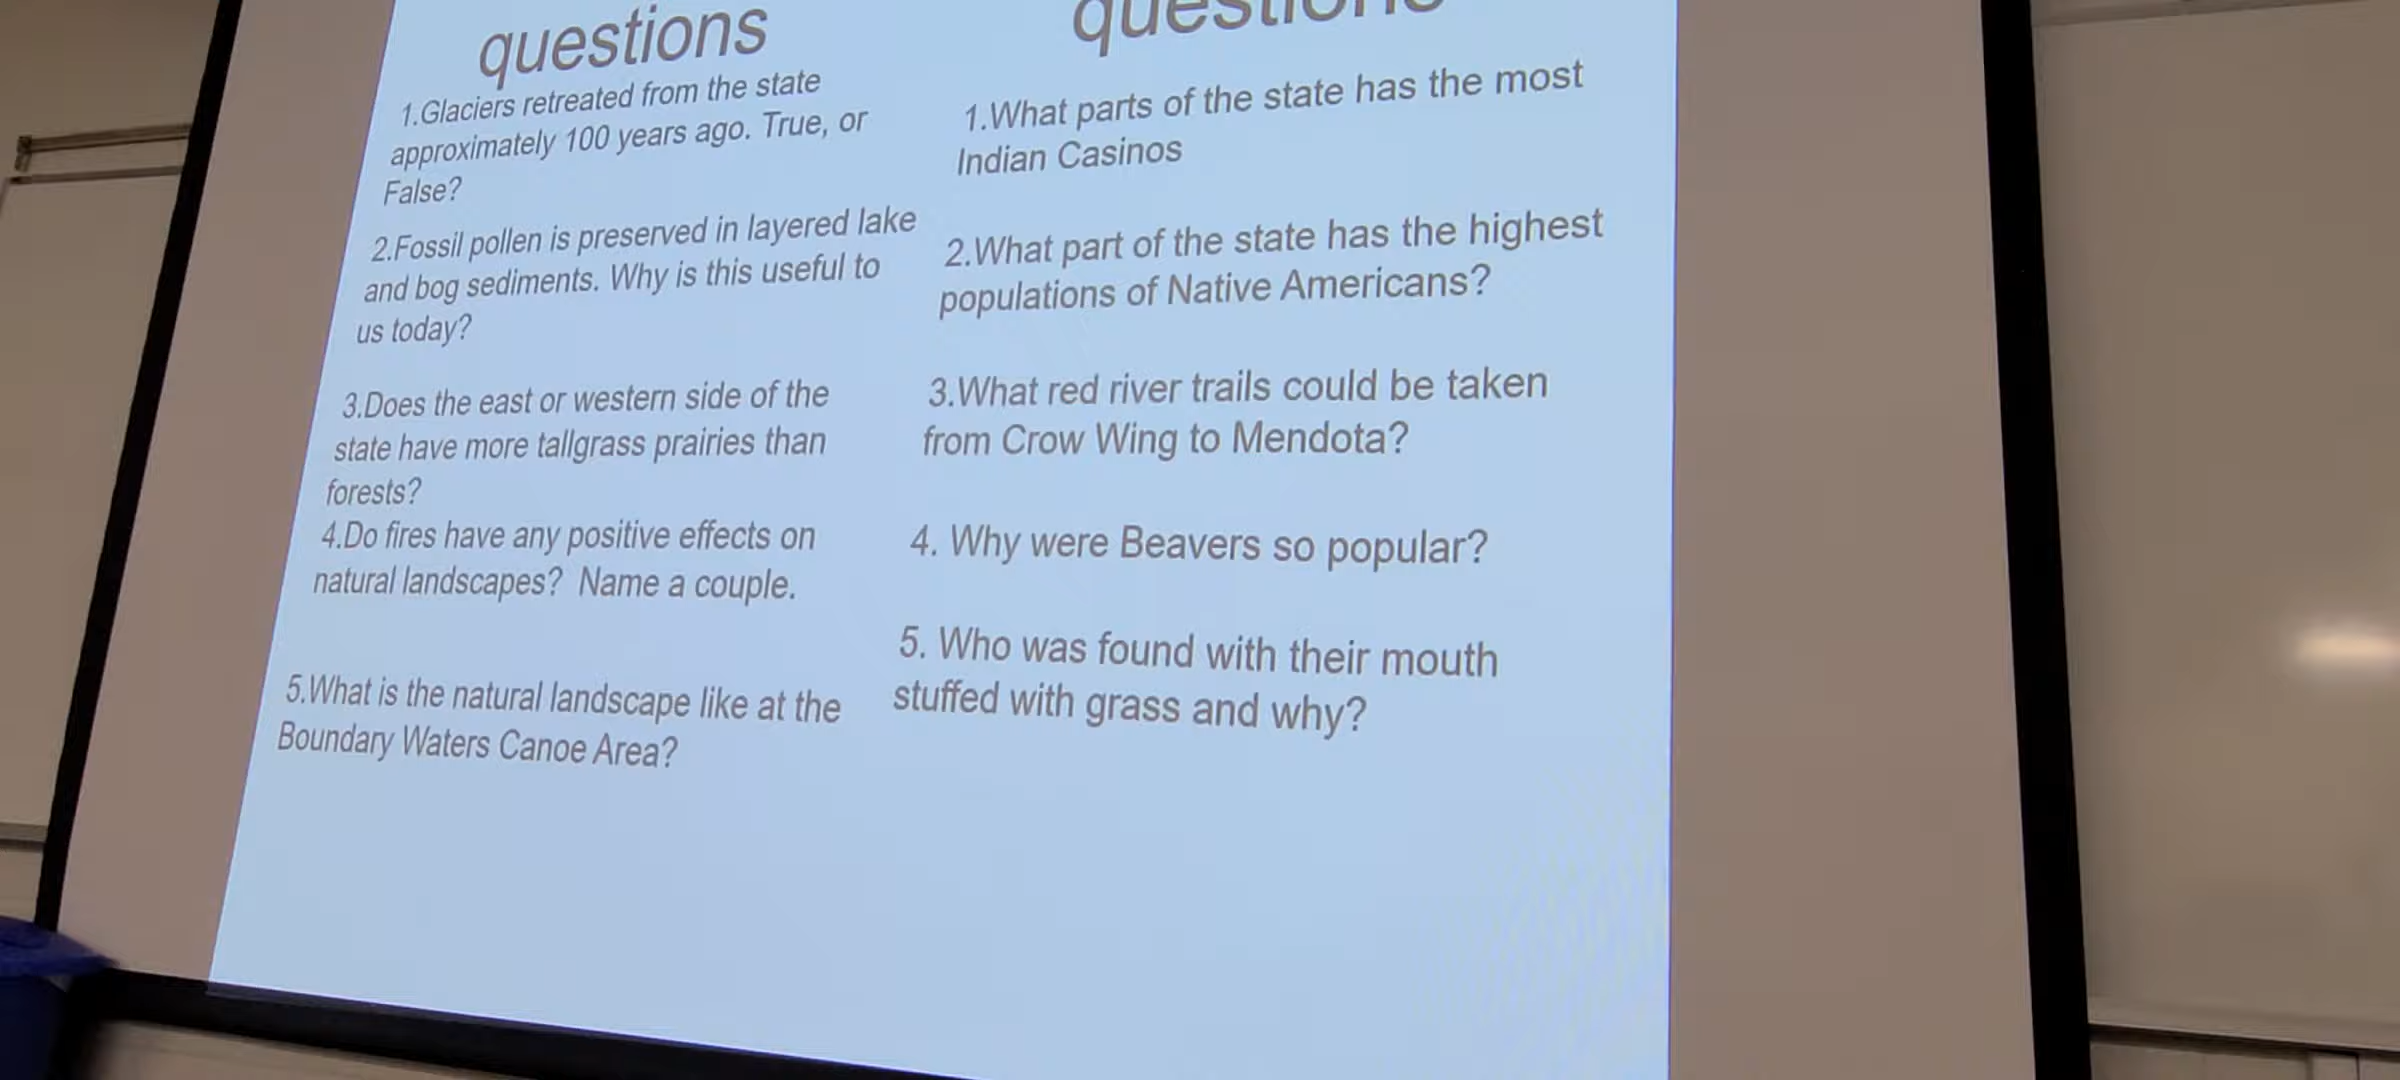 questions
1.Glaciers retreated from the state
approximately 100 years ago. True, or
False?
2.Fossil pollen is preserved in layered lake
and bog sediments. Why is this useful to
us today?
3.Does the east or western side of the
state have more tallgrass prairies than
forests?
4.Do fires have any positive effects on
natural landscapes? Name a couple.
5.What is the natural landscape like at the
Boundary Waters Canoe Area?
questions
1.What parts of the state has the most
Indian Casinos
2.What part of the state has the highest
populations of Native Americans?
3.What red river trails could be taken
from Crow Wing to Mendota?
4. Why were Beavers so popular?
5. Who was found with their mouth
stuffed with grass and why?